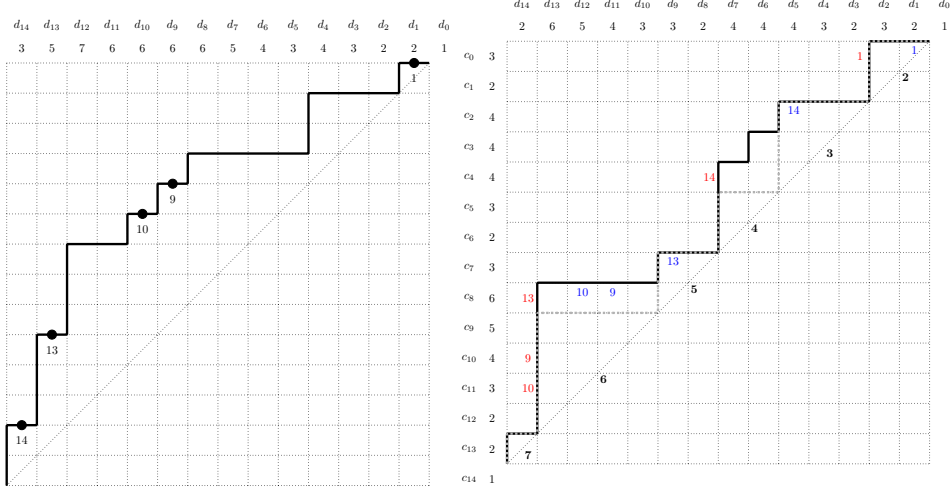 d₁₄ d₁₃ d₁₂ d₁₁ d₁₀ d₉ d₈ d₇ d₆ d₅ d₄ d₃ d₂ d₁ d₀
3 5 7 6 6 6 6 5 4 3 4 3 2 2 1
1
9
10
13
14
d₁₄ d₁₃ d₁₂ d₁₁ d₁₀ d₉ d₈ d₇ d₆ d₅ d₄ d₃ d₂ d₁ d₀
2 6 5 4 3 3 2 4 4 4 3 2 3 2 1
c₀ 3 1 1
c₁ 2 2
c₂ 4 14
c₃ 4 3
c₄ 4 14
c₅ 3
c₆ 2 4
c₇ 3 13
c₈ 6 13 10 9 5
c₉ 5
c₁₀ 4 9
c₁₁ 3 10 6
c₁₂ 2
c₁₃ 2 7
c₁₄ 1